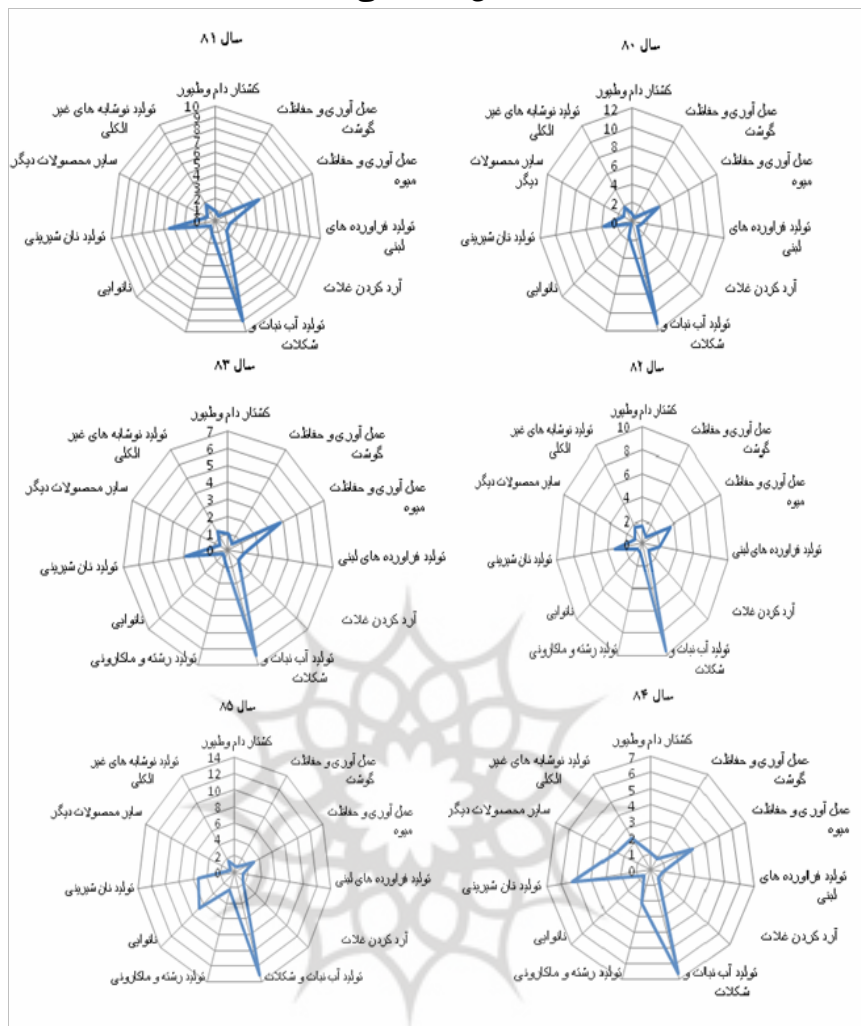 سال ۸۰
کشتار دام وطیور
عمل آوری و حفاظت
گوشت
عمل آوری و حفاظت
میوه
تولید فراورده های
لبنی
آرد کردن غلات
تولید آب نبات و
شکلات
نانوایی
تولید نان شیرینی
سایر محصولات
دیگر
تولید نوشابه های غیر
الکلی
12
10
8
6
4
2
0
سال ۸۱
کشتار دام وطیور
عمل آوری و حفاظت
گوشت
عمل آوری و حفاظت
میوه
تولید فراورده های
لبنی
آرد کردن غلات
تولید آب نبات و
شکلات
نانوایی
تولید نان شیرینی
سایر محصولات دیگر
تولید نوشابه های غیر
الکلی
10
سال ۸۲
کشتار دام وطیور
عمل آوری و حفاظت
گوشت
عمل آوری و حفاظت
میوه
تولید فراورده های لبنی
آرد کردن غلات
تولید آب نبات و
شکلات
تولید رشته و ماکارونی
نانوایی
تولید نان شیرینی
سایر محصولات دیگر
تولید نوشابه های غیر
الکلی
10
8
6
4
2
0
سال ۸۳
کشتار دام وطیور
عمل آوری و حفاظت
گوشت
عمل آوری و حفاظت
میوه
تولید فراورده های لبنی
آرد کردن غلات
تولید آب نبات و
شکلات
تولید رشته و ماکارونی
نانوایی
تولید نان شیرینی
سایر محصولات دیگر
تولید نوشابه های غیر
الکلی
7
6
5
4
3
2
1
0
سال ۸۴
کشتار دام وطیور
عمل آوری و حفاظت
گوشت
عمل آوری و حفاظت
میوه
تولید فراورده های
لبنی
آرد کردن غلات
تولید آب نبات و
شکلات
تولید رشته و ماکارونی
نانوایی
تولید نان شیرینی
سایر محصولات دیگر
تولید نوشابه های غیر
الکلی
7
6
5
4
3
2
1
0
سال ۸۵
کشتار دام وطیور
عمل آوری و حفاظت
گوشت
عمل آوری و حفاظت
میوه
تولید فراورده های لبنی
آرد کردن غلات
تولید آب نبات و شکلات
تولید رشته و ماکارونی
نانوایی
تولید نان شیرینی
سایر محصولات دیگر
تولید نوشابه های غیر
الکلی
14
12
10
8
6
4
2
0